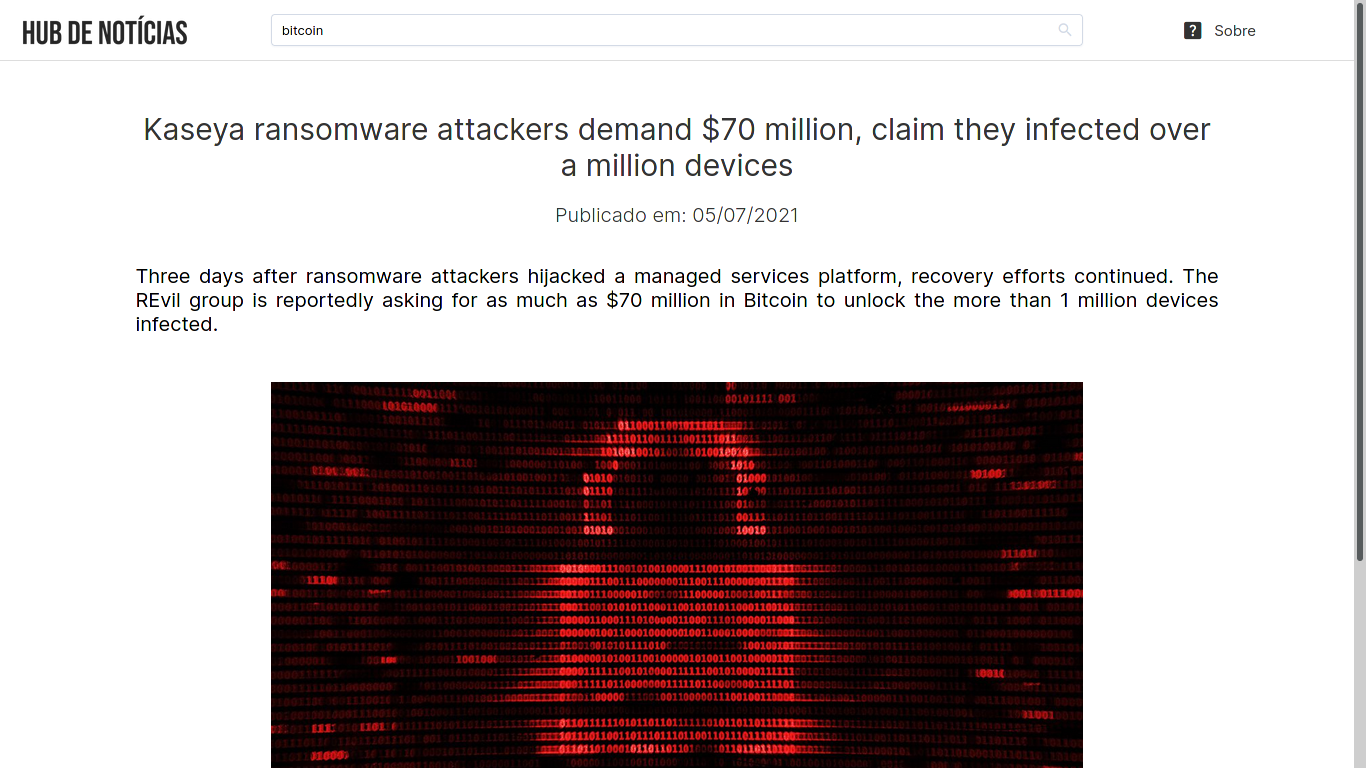 HUB DE NOTÍCIAS
bitcoin
? Sobre
Kaseya ransomware attackers demand $70 million, claim they infected over
a million devices
Publicado em: 05/07/2021
Three days after ransomware attackers hijacked a managed services platform, recovery efforts continued. The
REvil group is reportedly asking for as much as $70 million in Bitcoin to unlock the more than 1 million devices
infected.